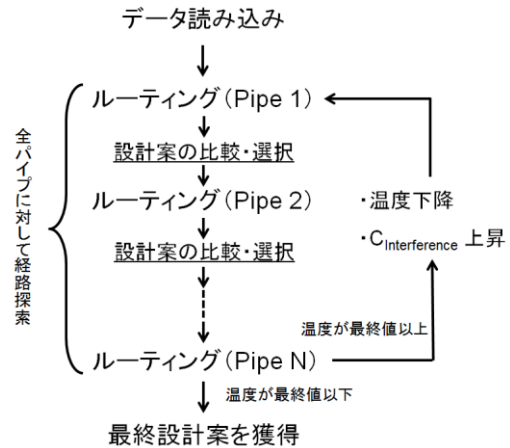 データ読み込み
ルーティング（Pipe 1）
設計案の比較・選択
ルーティング（Pipe 2）
設計案の比較・選択
ルーティング（Pipe N）
温度が最終値以下
最終設計案を獲得
全パイプに対して経路探索
・温度下降
・CInterference 上昇
温度が最終値以上